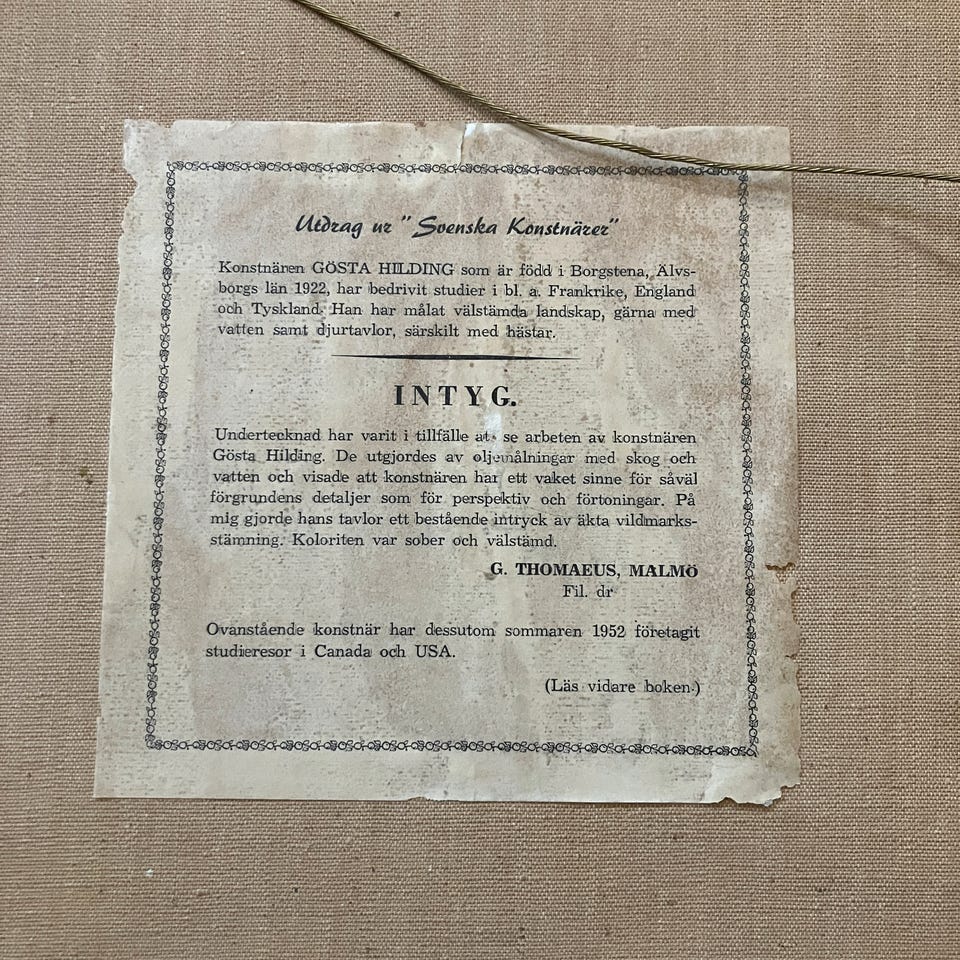 Utdrag ur "Svenska Konstnärer"
Konstnären GÖSTA HILDING som är född i Borgstena, Älvs-
borgs län 1922, har bedrivit studier i bl. a. Frankrike, England
och Tyskland. Han har målat välstämda landskap, gärna med
vatten samt djurtavlor, särskilt med hästar.
INTYG.
Undertecknad har varit i tillfälle att se arbeten av konstnären
Gösta Hilding. De utgjordes av oljemålningar med skog och
vatten och visade att konstnären har ett vaket sinne för såväl
förgrundens detaljer som för perspektiv och förtoningar. På
mig gjorde hans tavlor ett bestående intryck av äkta vildmarks-
stämning. Koloriten var sober och välstämd.
G. THOMAEUS, MALMÖ
Fil. dr
Ovanstående konstnär har dessutom sommaren 1952 företagit
studieresor i Canada och USA.
(Läs vidare boken.)